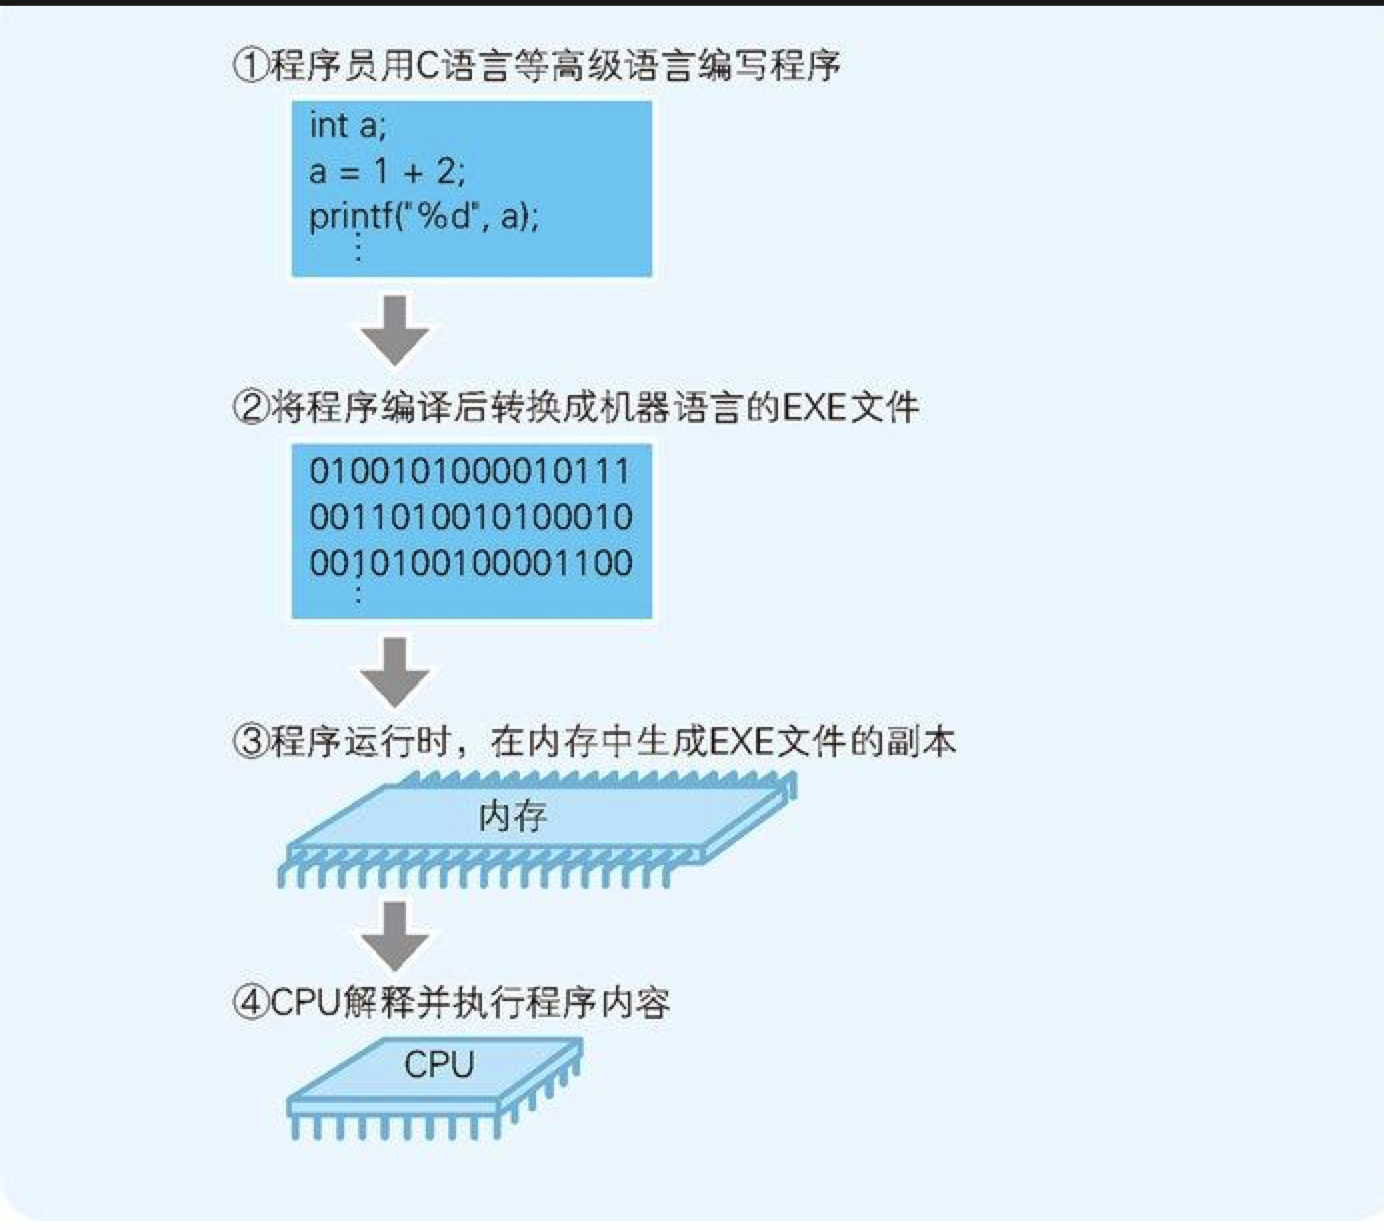 ①程序员用C语言等高级语言编写程序
int a;
a = 1 + 2;
printf("%d", a);
⋮
②将程序编译后转换成机器语言的EXE文件
0100101000010111
0011010010100010
0010100100001100
⋮
③程序运行时，在内存中生成EXE文件的副本
内存
④CPU解释并执行程序内容
CPU